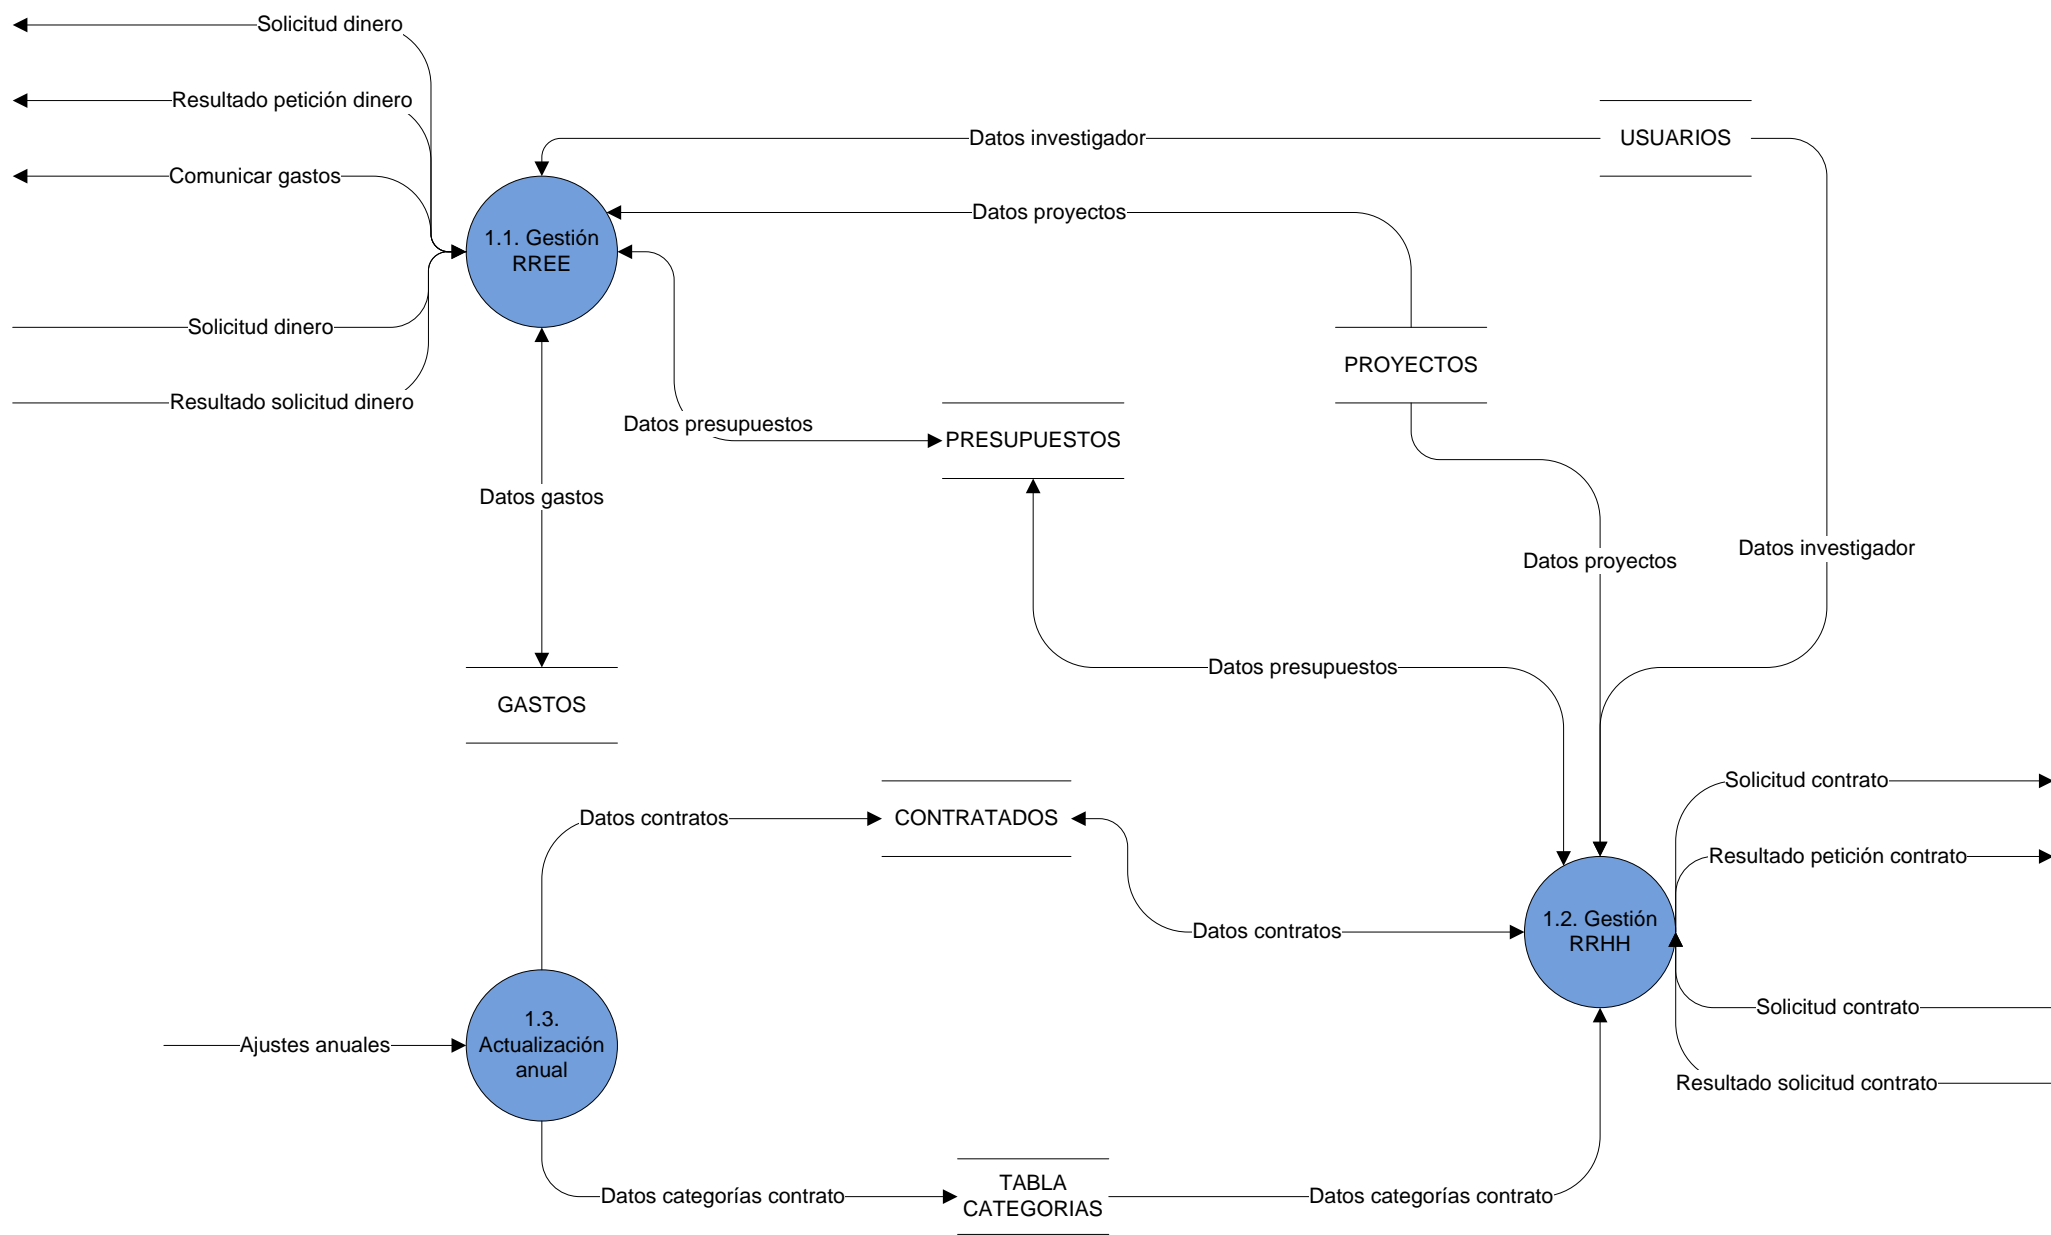 Solicitud dinero
Resultado petición dinero
Datos investigador
USUARIOS
Comunicar gastos
Datos proyectos
1.1. Gestión
RREE
Solicitud dinero
PROYECTOS
Resultado solicitud dinero
Datos presupuestos
PRESUPUESTOS
Datos gastos
Datos proyectos
Datos investigador
Datos presupuestos
GASTOS
Solicitud contrato
Datos contratos
CONTRATADOS
Resultado petición contrato
Datos contratos
1.2. Gestión
RRHH
Solicitud contrato
1.3.
Actualización
anual
Ajustes anuales
Resultado solicitud contrato
Datos categorías contrato
TABLA
CATEGORIAS
Datos categorías contrato